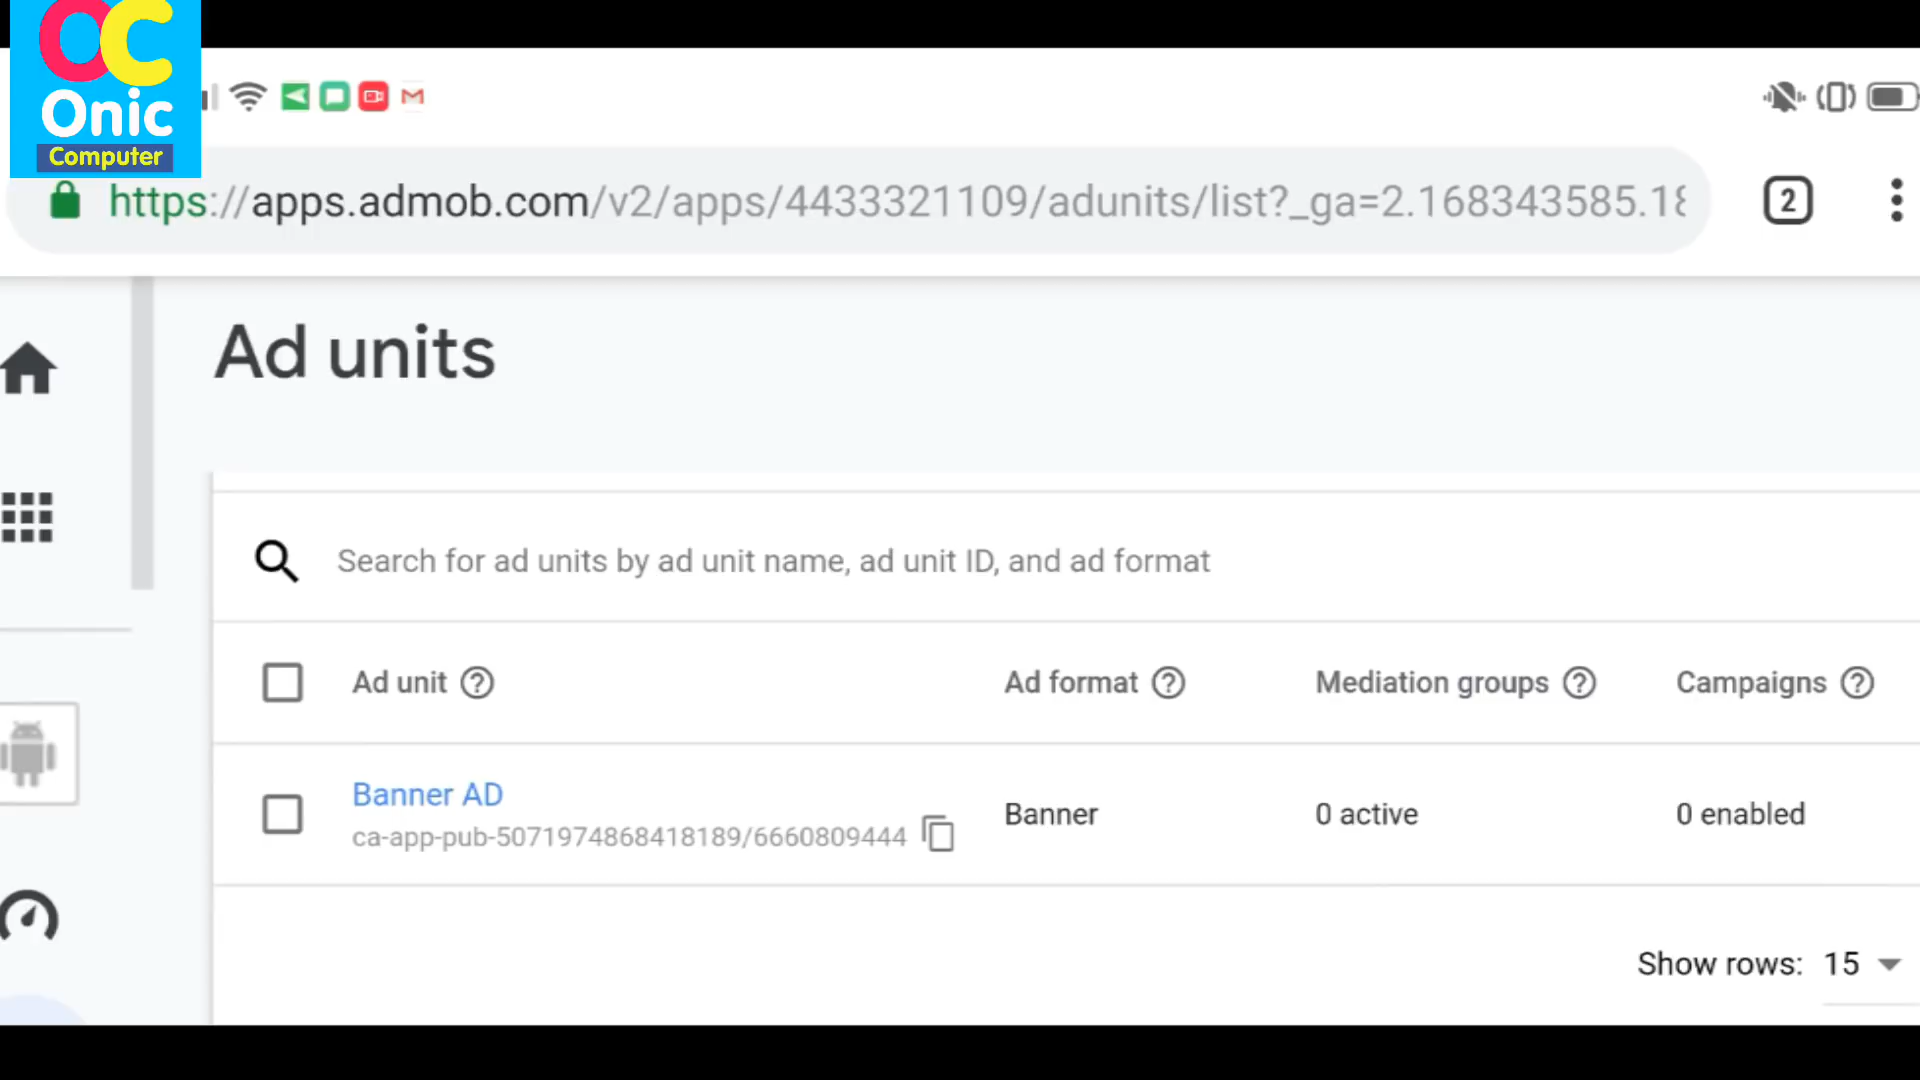 OC
Onic
Computer
https://apps.admob.com/v2/apps/4433321109/adunits/list?_ga=2.168343585.18
2
Ad units
Search for ad units by ad unit name, ad unit ID, and ad format
Ad unit Ad format Mediation groups Campaigns
Banner AD
ca-app-pub-5071974868418189/6660809444
Banner 0 active 0 enabled
Show rows: 15